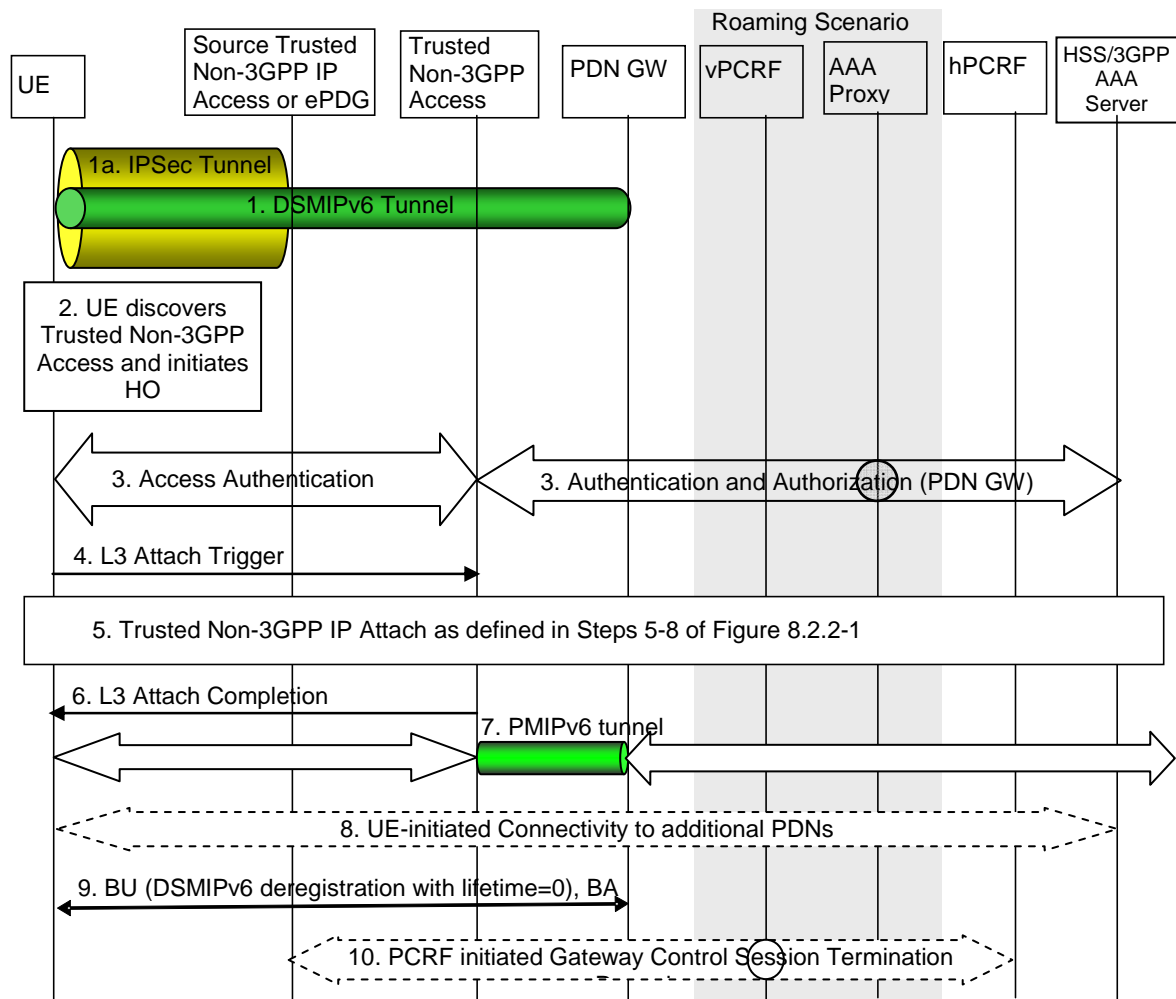 Roaming Scenario
UE
Source Trusted
Non-3GPP IP
Access or ePDG
Trusted
Non-3GPP
Access
PDN GW
vPCRF
AAA
Proxy
hPCRF
HSS/3GPP
AAA
Server
1a. IPSec Tunnel
1. DSMIPv6 Tunnel
2. UE discovers
Trusted Non-3GPP
Access and initiates
HO
3. Access Authentication
3. Authentication and Authorization (PDN GW)
4. L3 Attach Trigger
5. Trusted Non-3GPP IP Attach as defined in Steps 5-8 of Figure 8.2.2-1
6. L3 Attach Completion
7. PMIPv6 tunnel
8. UE-initiated Connectivity to additional PDNs
9. BU (DSMIPv6 deregistration with lifetime=0), BA
10. PCRF initiated Gateway Control Session Termination